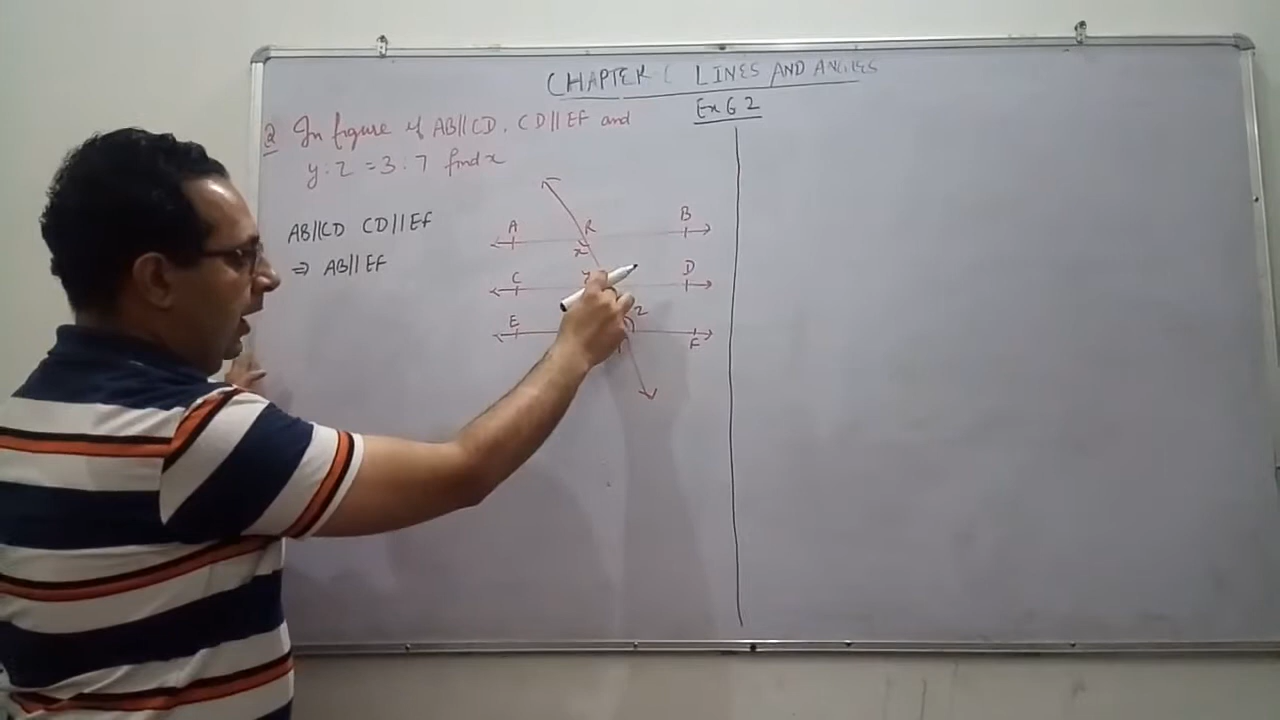 CHAPTER 6 LINES AND ANGLES
Ex 6 2
Q In figure if AB||CD, CD||EF and
y : z = 3 : 7 find x
AB||CD CD||EF
⇒ AB||EF
A R B
x
C y D
E z F